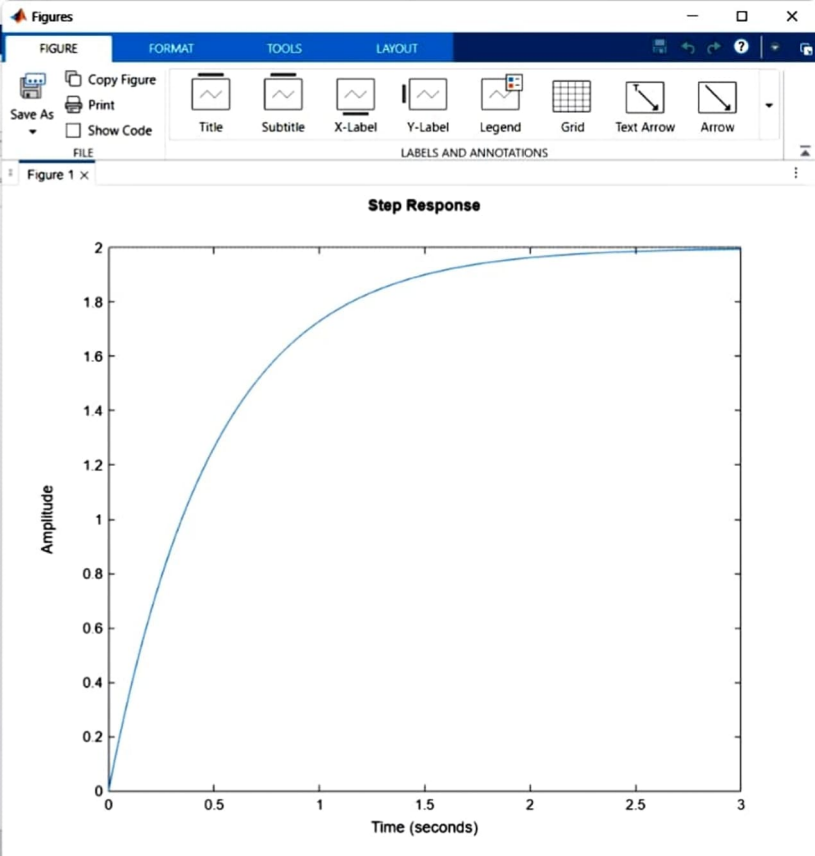 Figures
FIGURE FORMAT TOOLS LAYOUT
?
Save As
Copy Figure
Print
Show Code
FILE
Title Subtitle X-Label Y-Label Legend Grid Text Arrow Arrow
LABELS AND ANNOTATIONS
Figure 1
Step Response
2
1.8
1.6
1.4
1.2
1
0.8
0.6
0.4
0.2
0
Amplitude
0 0.5 1 1.5 2 2.5 3
Time (seconds)